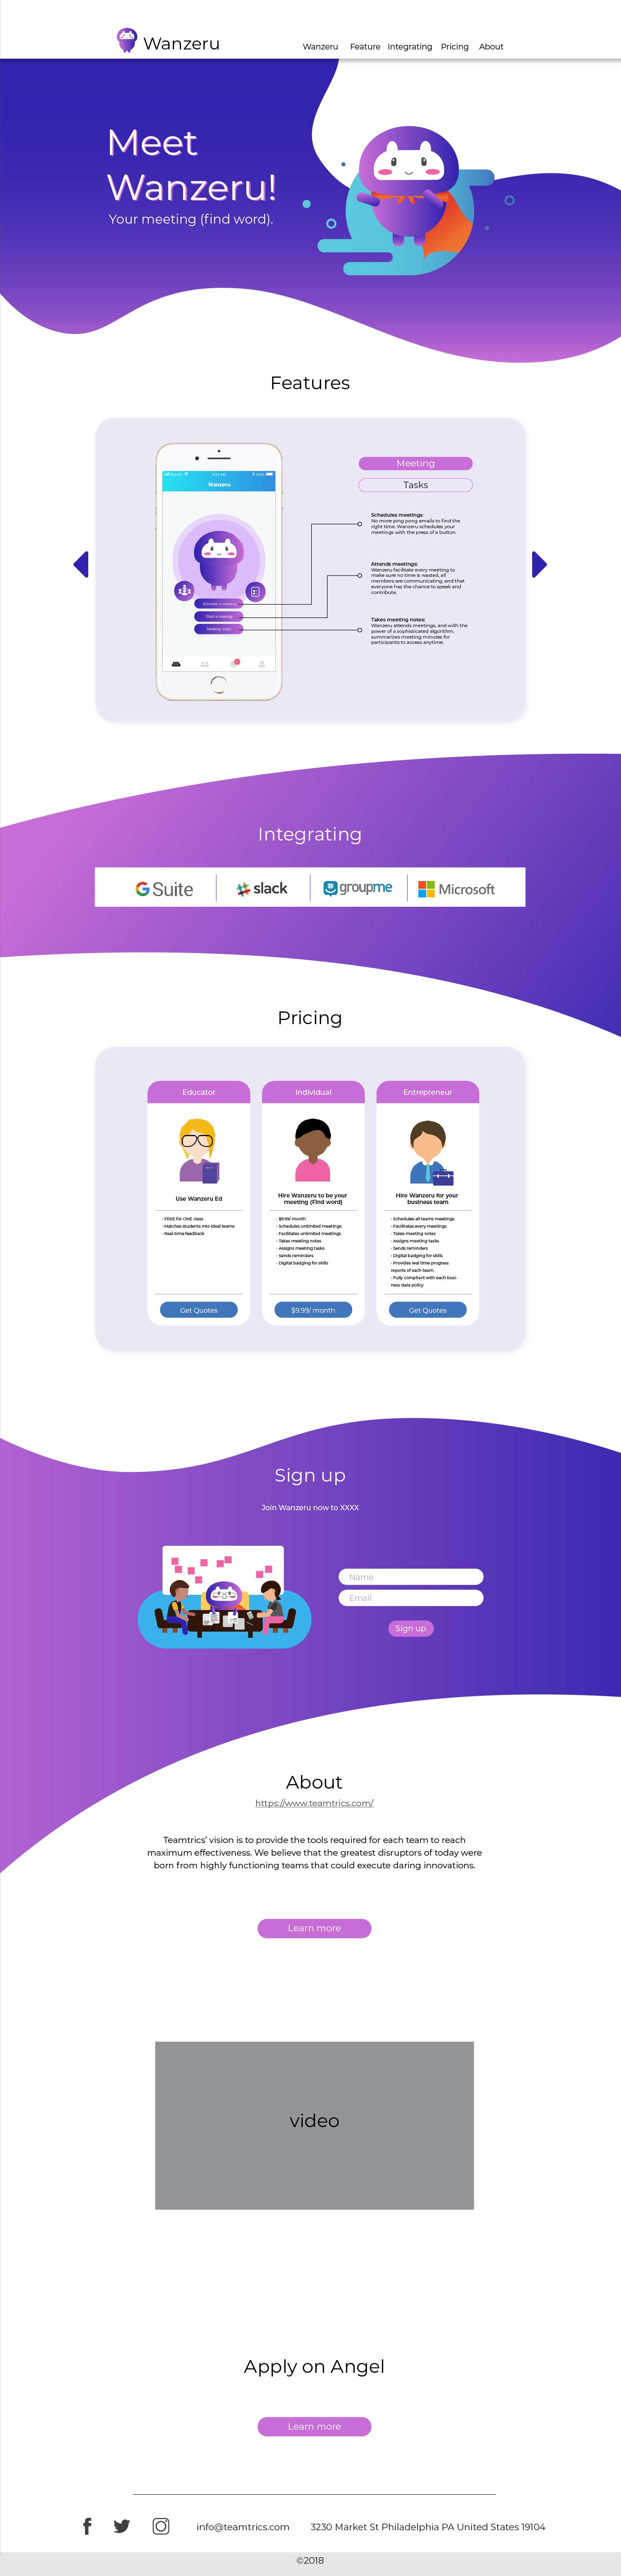 Wanzeru
Wanzeru Feature Integrating Pricing About
Meet
Wanzeru!
Your meeting (find word).
Features
Wanzeru
Schedule a meeting
Start a meeting
Meeting notes
Meeting
Tasks
Schedules meetings:
No more ping pong emails to find the
right time. Wanzeru schedules your
meetings with the press of a button.
Attends meetings:
Wanzeru facilitate every meeting to
make sure no time is wasted, all
members are communicating, and that
everyone has the chance to speak and
contribute.
Takes meeting notes:
Wanzeru attends meetings, and with the
power of a sophisticated algorithm,
summarizes meeting minutes for
participants to access anytime.
Integrating
G Suite
slack
groupme
Microsoft
Pricing
Educator
Use Wanzeru Ed
- FREE for ONE class
- Matches students into ideal teams
- Real-time feedback
Get Quotes
Individual
Hire Wanzeru to be your
meeting (Find word)
- $9.99/ month
- Schedules unlimited meetings
- Facilitates unlimited meetings
- Takes meeting notes
- Assigns meeting tasks
- Sends reminders
- Digital badging for skills
$9.99/ month
Entrepreneur
Hire Wanzeru for your
business team
- Schedules all teams meetings
- Facilitates every meetings
- Takes meeting notes
- Assigns meeting tasks
- Sends reminders
- Digital badging for skills
- Provides real time progress
reports of each team.
- Fully compliant with each busi-
ness data policy
Get Quotes
Sign up
Join Wanzeru now to XXXX
Name
Email
Sign up
About
https://www.teamtrics.com/
Teamtrics' vision is to provide the tools required for each team to reach
maximum effectiveness. We believe that the greatest disruptors of today were
born from highly functioning teams that could execute daring innovations.
Learn more
video
Apply on Angel
Learn more
info@teamtrics.com 3230 Market St Philadelphia PA United States 19104
©2018